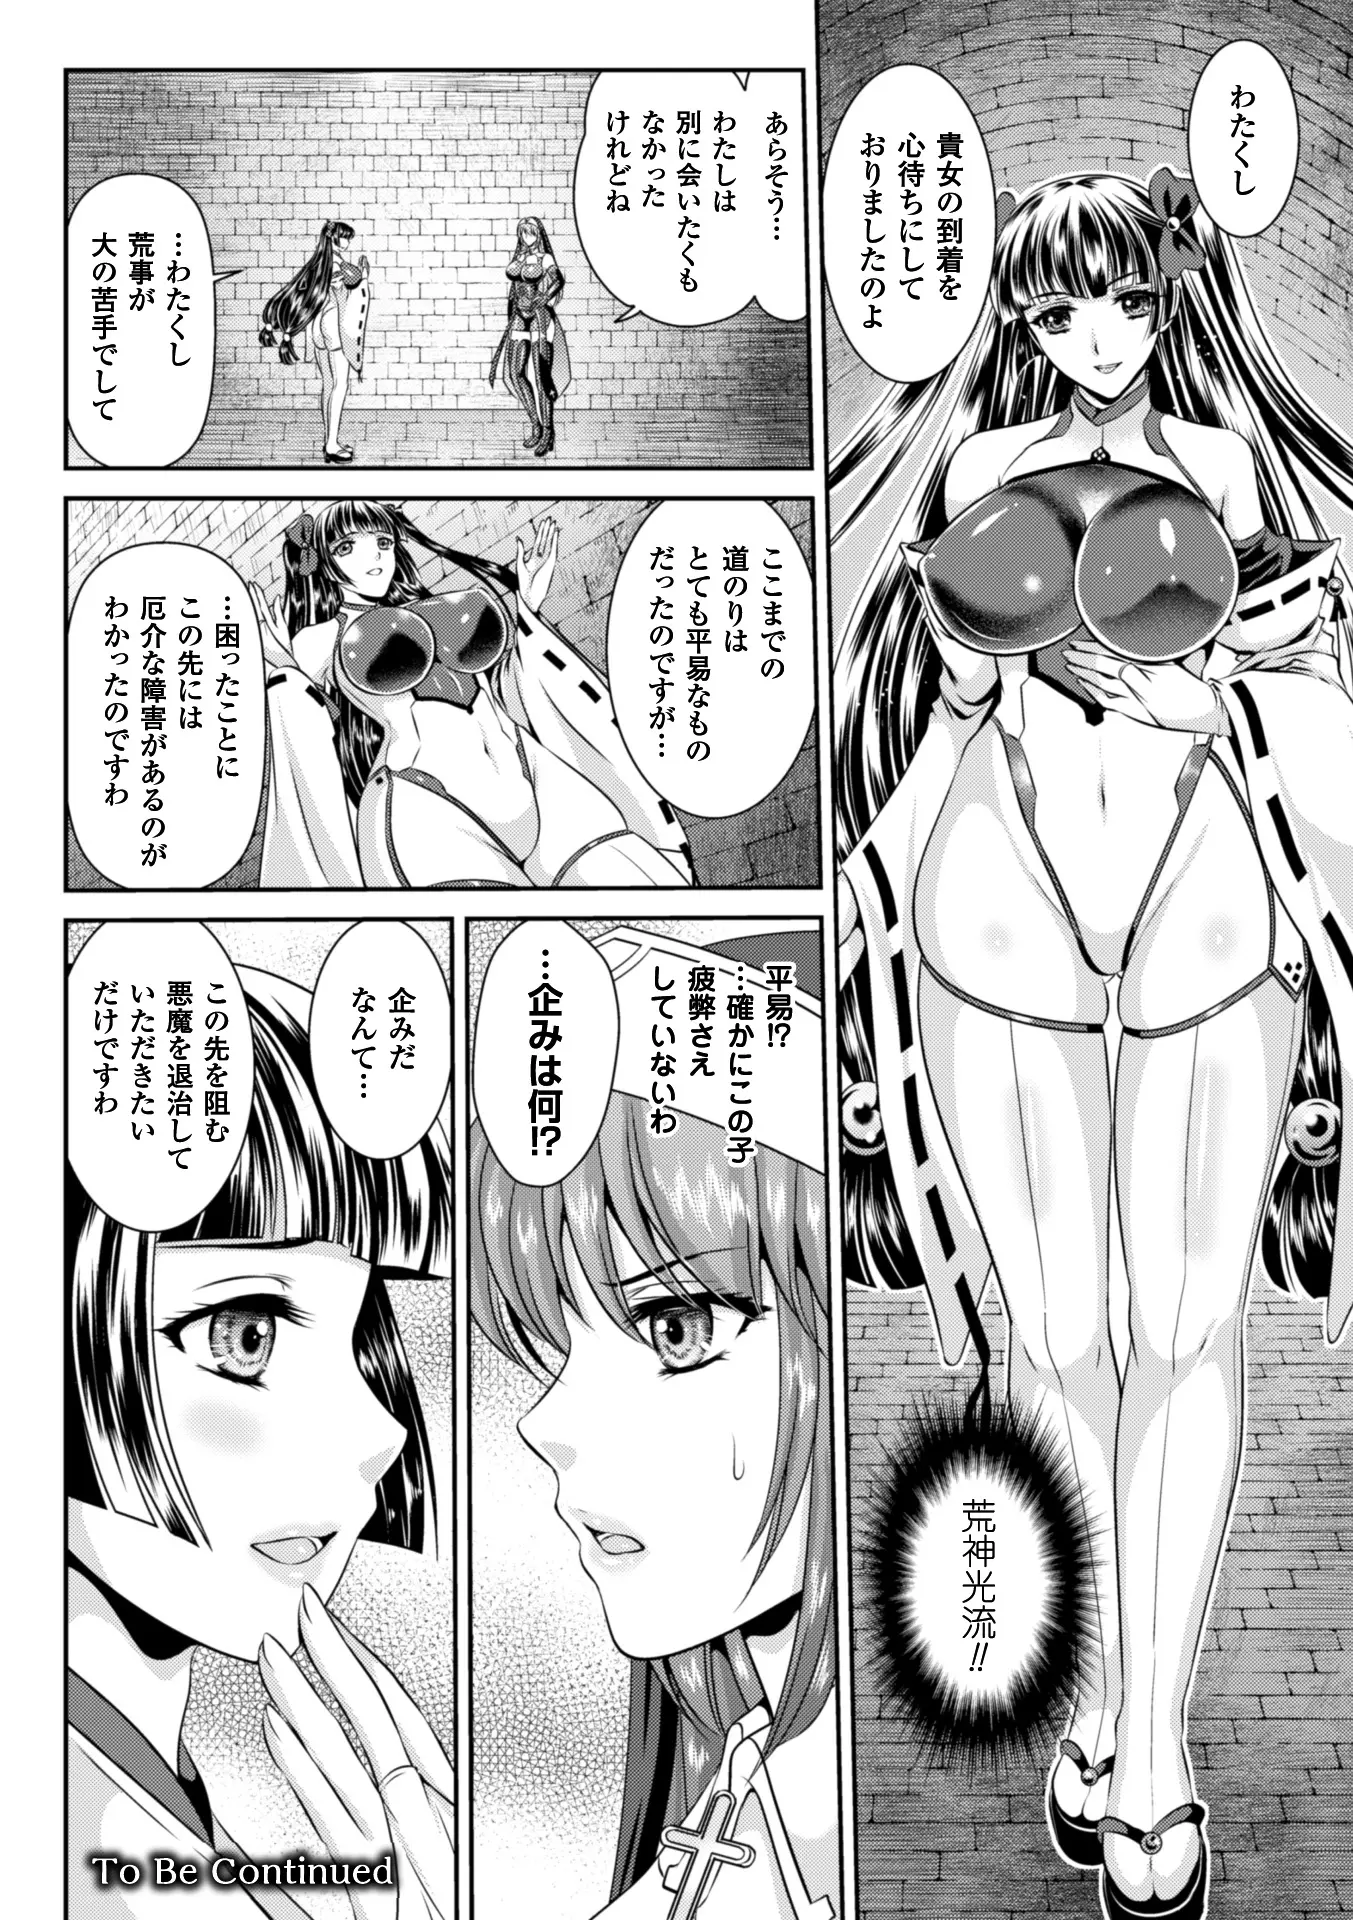 わたくし
貴女の到着を
心待ちにして
おりましたのよ
荒神光流!!
あらそう…
わたしは
別に会いたくも
なかった
けれどね
…わたくし
荒事が
大の苦手でして
ここまでの
道のりは
とても平易なもの
だったのですが…
…困ったことに
この先には
厄介な障害があるのが
わかったのですわ
平易!?
…確かにこの子
疲弊さえ
していないわ
…企みは何!?
企みだ
なんて…
この先を阻む
悪魔を退治して
いただきたい
だけですわ
To Be Continued